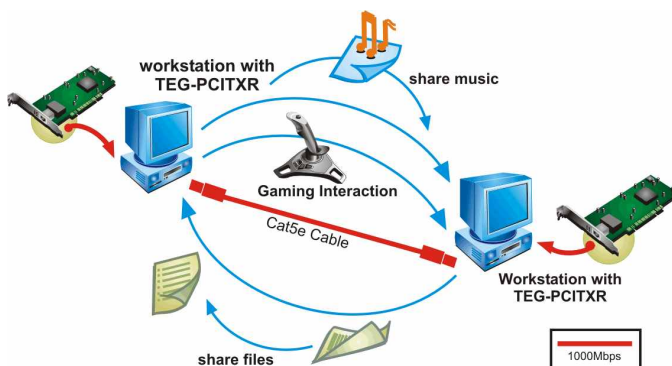 workstation with
TEG-PCITXR
share music
Gaming Interaction
Cat5e Cable
Workstation with
TEG-PCITXR
share files
1000Mbps